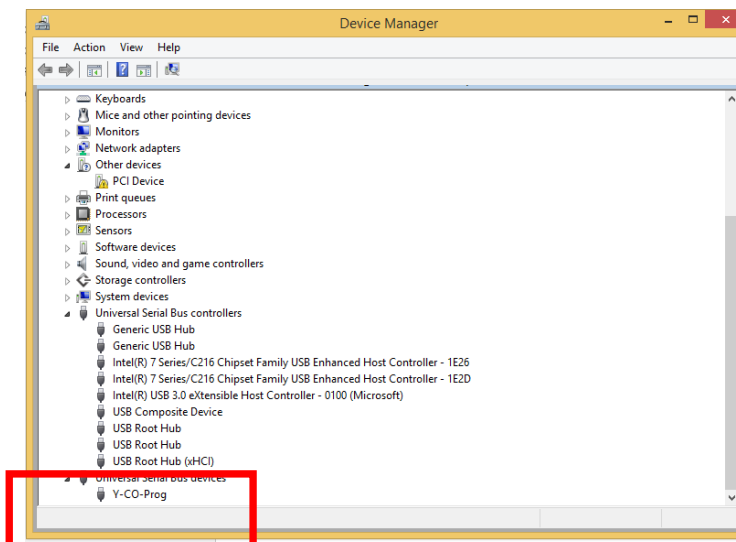 Device Manager
File Action View Help
Keyboards
Mice and other pointing devices
Monitors
Network adapters
Other devices
PCI Device
Print queues
Processors
Sensors
Software devices
Sound, video and game controllers
Storage controllers
System devices
Universal Serial Bus controllers
Generic USB Hub
Generic USB Hub
Intel(R) 7 Series/C216 Chipset Family USB Enhanced Host Controller - 1E26
Intel(R) 7 Series/C216 Chipset Family USB Enhanced Host Controller - 1E2D
Intel(R) USB 3.0 eXtensible Host Controller - 0100 (Microsoft)
USB Composite Device
USB Root Hub
USB Root Hub
USB Root Hub (xHCI)
Universal Serial Bus devices
Y-CO-Prog